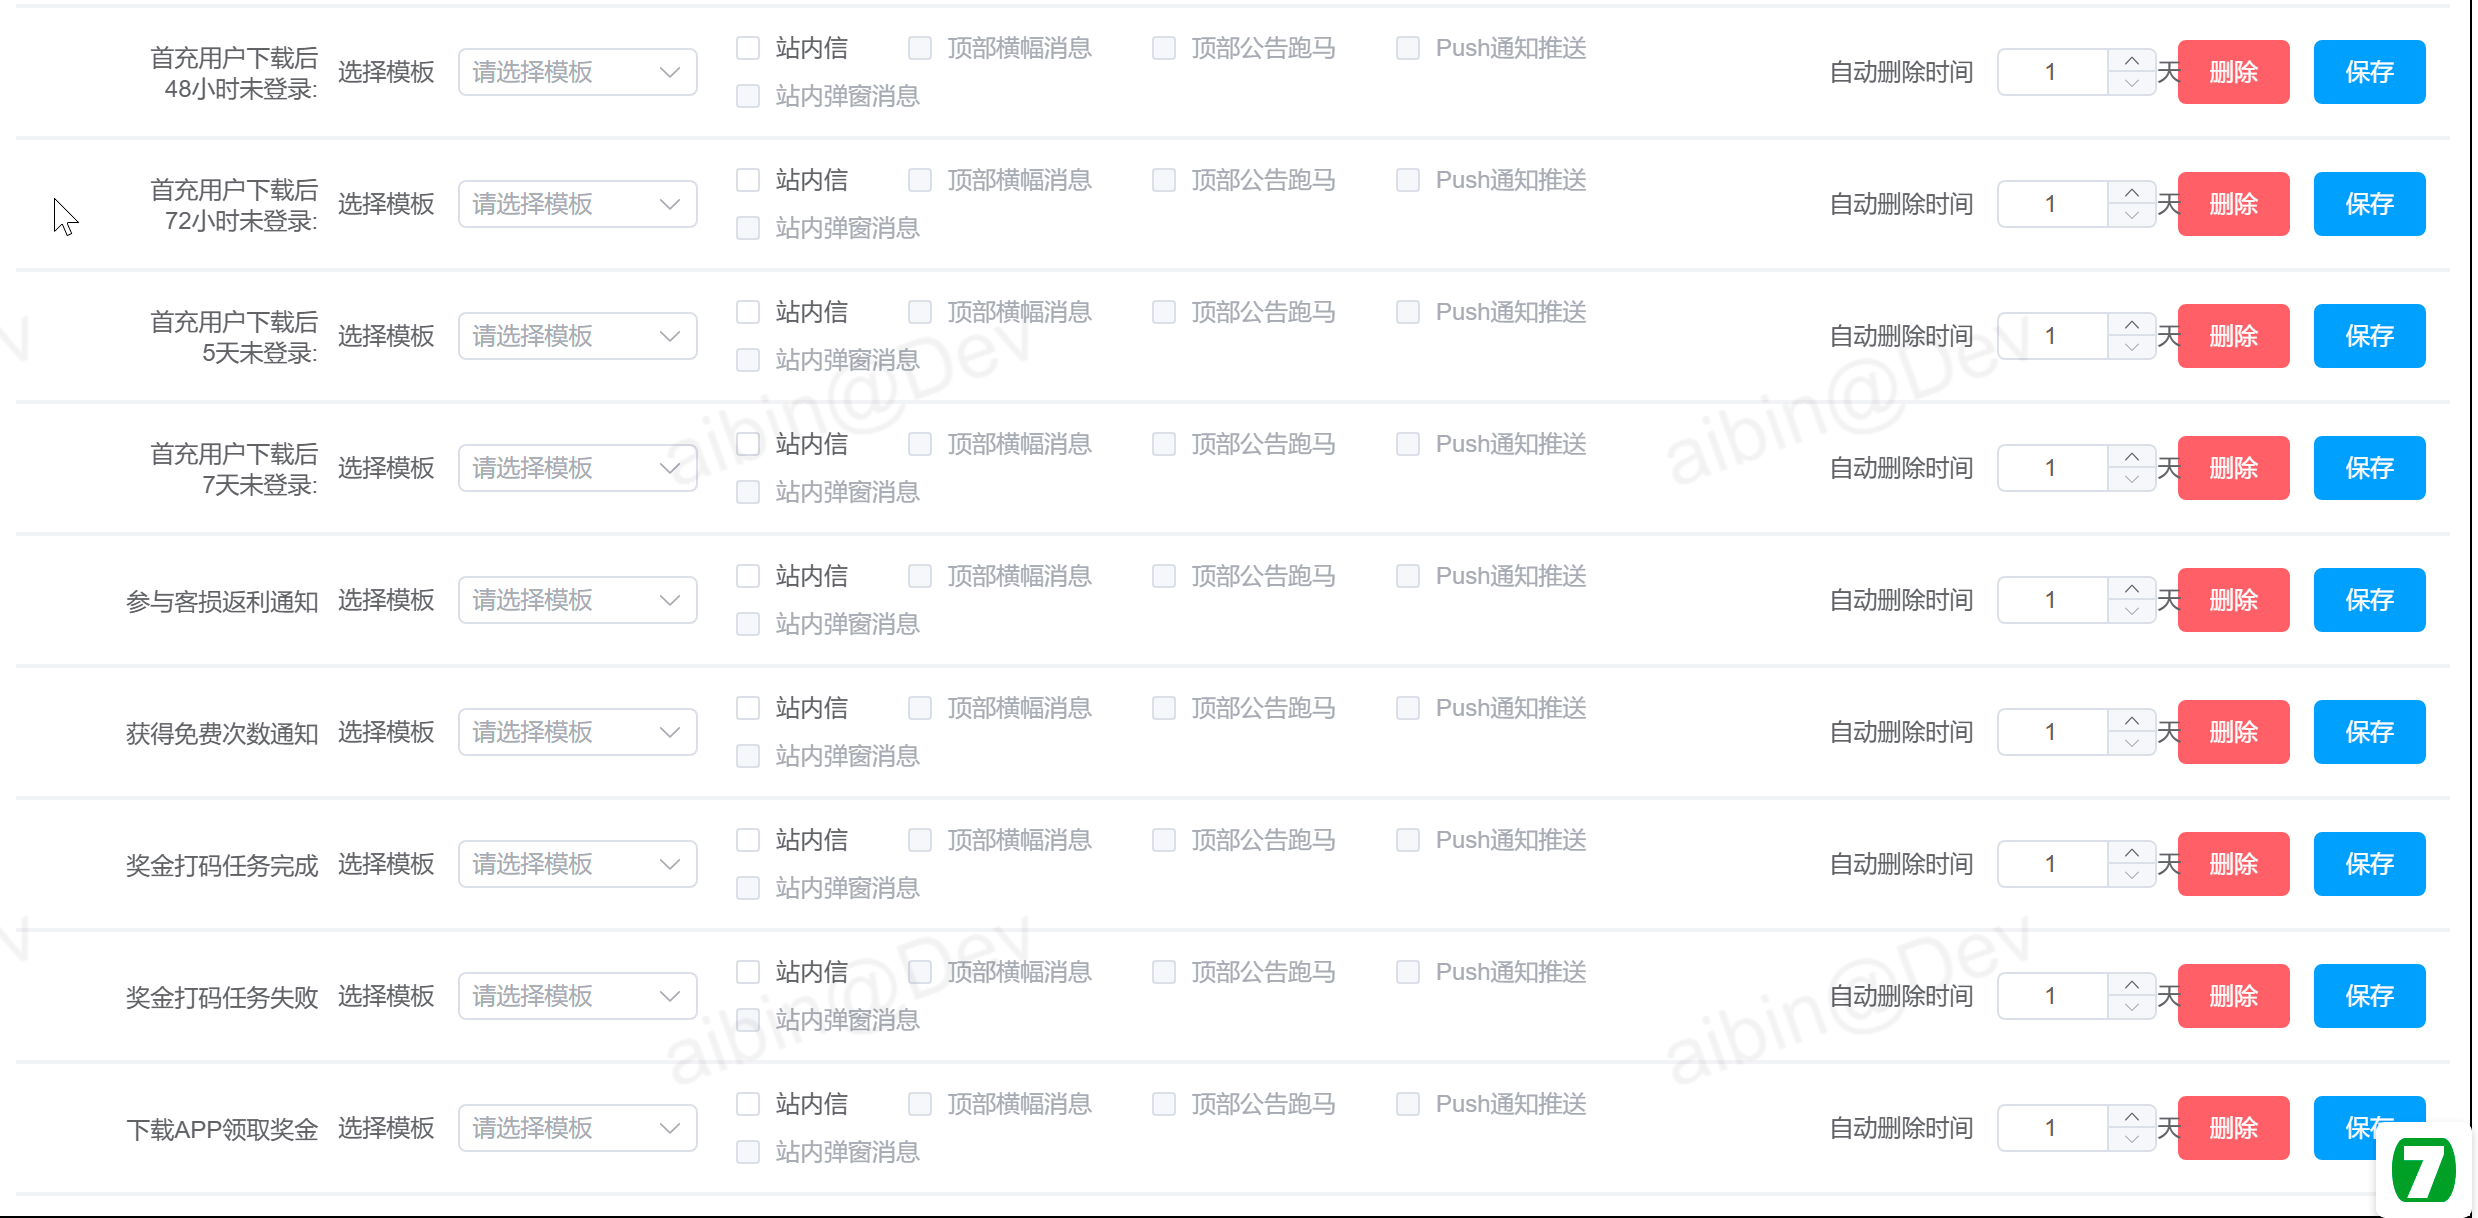 首充用户下载后
48小时未登录:
选择模板 请选择模板 站内信 顶部横幅消息 顶部公告跑马 Push通知推送
站内弹窗消息
自动删除时间 1 天 删除 保存
首充用户下载后
72小时未登录:
选择模板 请选择模板 站内信 顶部横幅消息 顶部公告跑马 Push通知推送
站内弹窗消息
自动删除时间 1 天 删除 保存
首充用户下载后
5天未登录:
选择模板 请选择模板 站内信 顶部横幅消息 顶部公告跑马 Push通知推送
站内弹窗消息
自动删除时间 1 天 删除 保存
首充用户下载后
7天未登录:
选择模板 请选择模板 站内信 顶部横幅消息 顶部公告跑马 Push通知推送
站内弹窗消息
自动删除时间 1 天 删除 保存
参与客损返利通知 选择模板 请选择模板 站内信 顶部横幅消息 顶部公告跑马 Push通知推送
站内弹窗消息
自动删除时间 1 天 删除 保存
获得免费次数通知 选择模板 请选择模板 站内信 顶部横幅消息 顶部公告跑马 Push通知推送
站内弹窗消息
自动删除时间 1 天 删除 保存
奖金打码任务完成 选择模板 请选择模板 站内信 顶部横幅消息 顶部公告跑马 Push通知推送
站内弹窗消息
自动删除时间 1 天 删除 保存
奖金打码任务失败 选择模板 请选择模板 站内信 顶部横幅消息 顶部公告跑马 Push通知推送
站内弹窗消息
自动删除时间 1 天 删除 保存
下载APP领取奖金 选择模板 请选择模板 站内信 顶部横幅消息 顶部公告跑马 Push通知推送
站内弹窗消息
自动删除时间 1 天 删除 保存
7
aibin@Dev
aibin@Dev
aibin@Dev
aibin@Dev
v
v